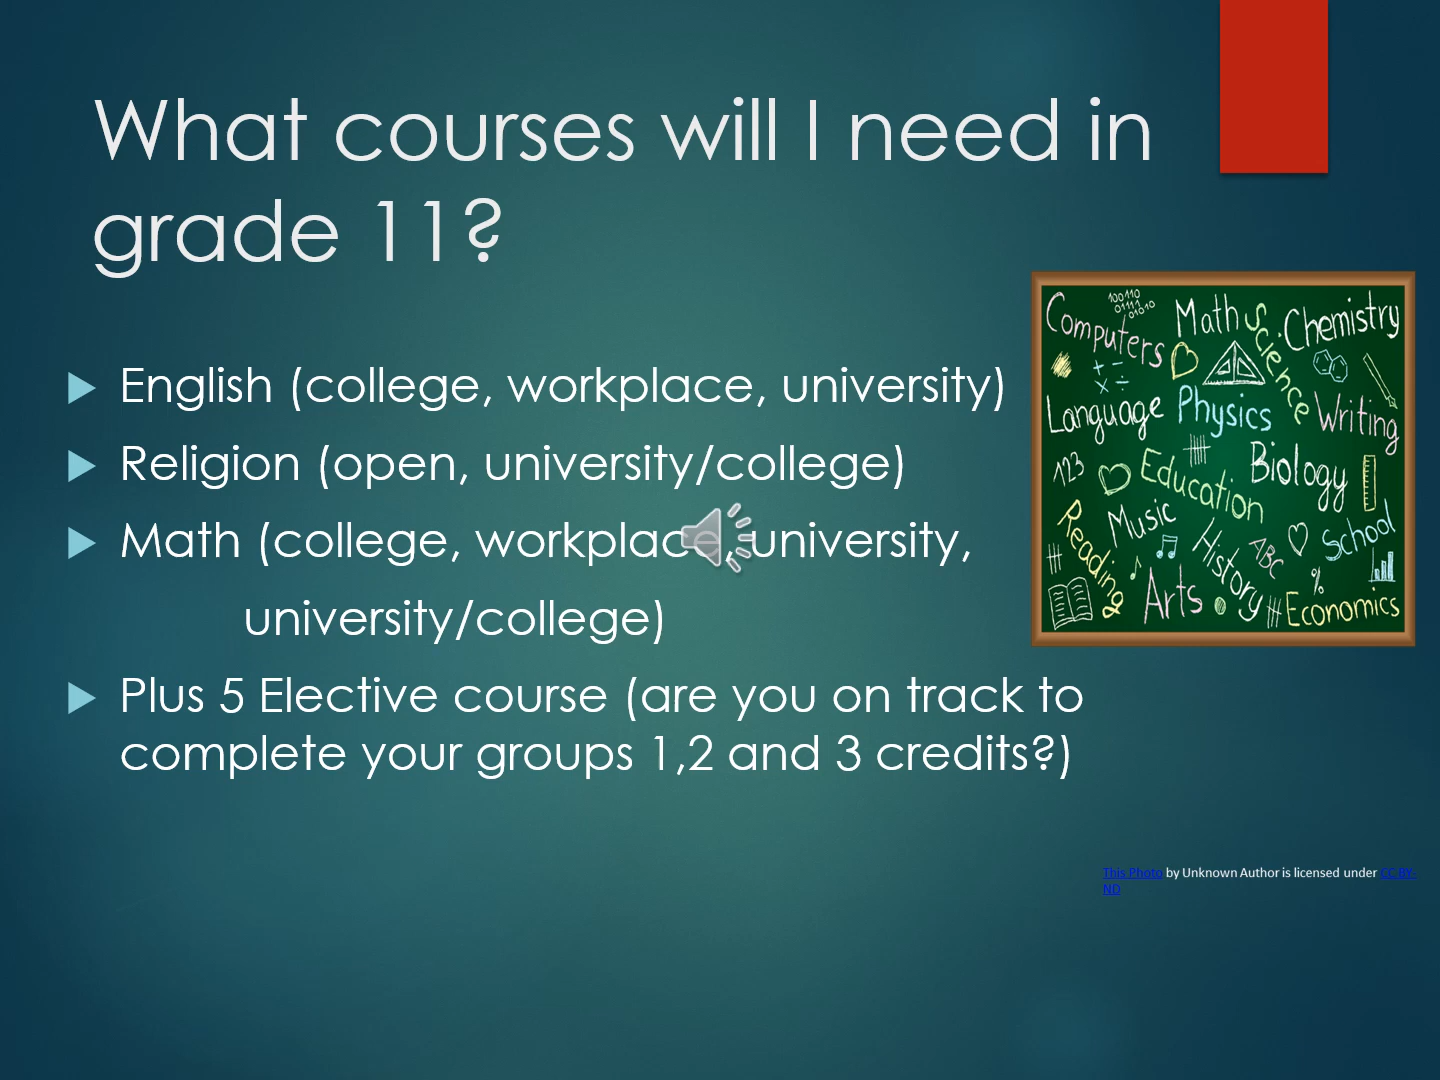 What courses will I need in
grade 11?
English (college, workplace, university)
Religion (open, university/college)
Math (college, workplace, university,
university/college)
Plus 5 Elective course (are you on track to
complete your groups 1,2 and 3 credits?)
Computers
100110
01111
01010
Math
Science
Chemistry
Language
Physics
Writing
123
Education
Biology
Reading
Music
History
ABC
School
Arts
Economics
This Photo by Unknown Author is licensed under CC BY-
ND